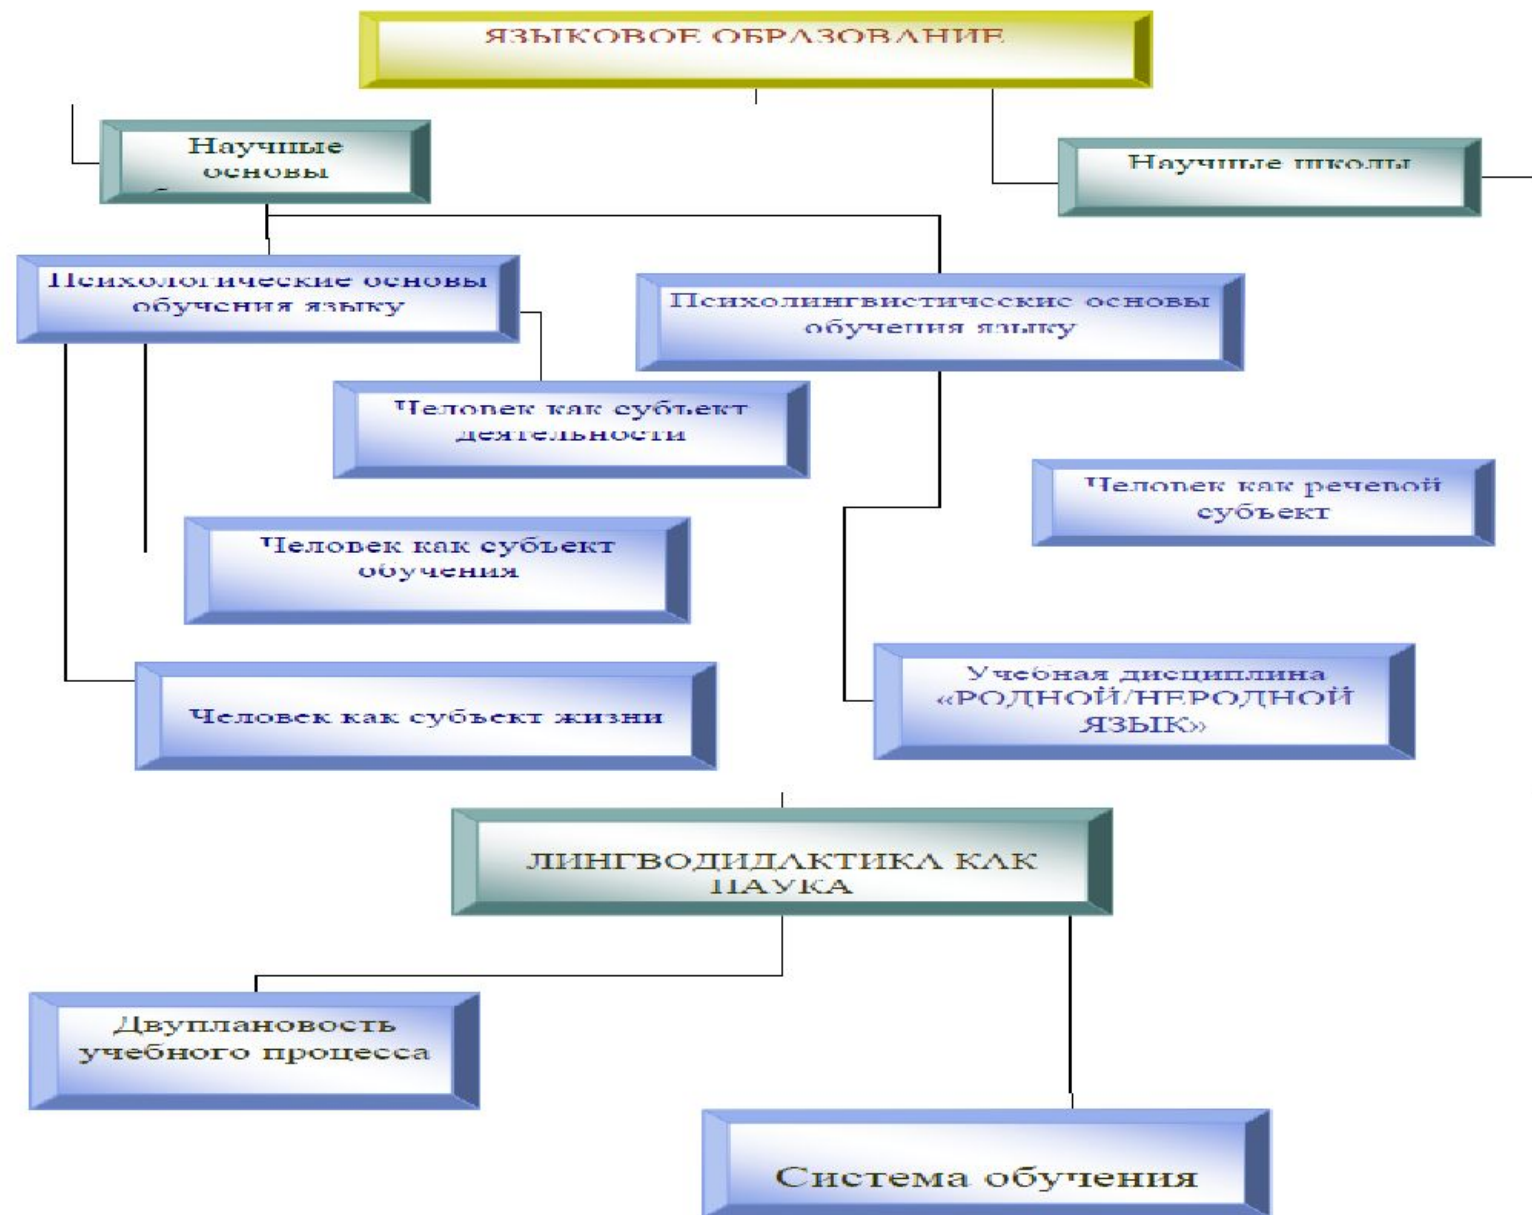 ЯЗЫКОВОЕ ОБРАЗОВАНИЕ
Научные
основы
Научные школы
Психологические основы
обучения языку
Психолингвистические основы
обучения языку
Человек как субъект
деятельности
Человек как речевой
субъект
Человек как субъект
обучения
Учебная дисциплина
«РОДНОЙ/НЕРОДНОЙ
ЯЗЫК»
Человек как субъект жизни
ЛИНГВОДИДАКТИКА КАК
НАУКА
Двуплановость
учебного процесса
Система обучения